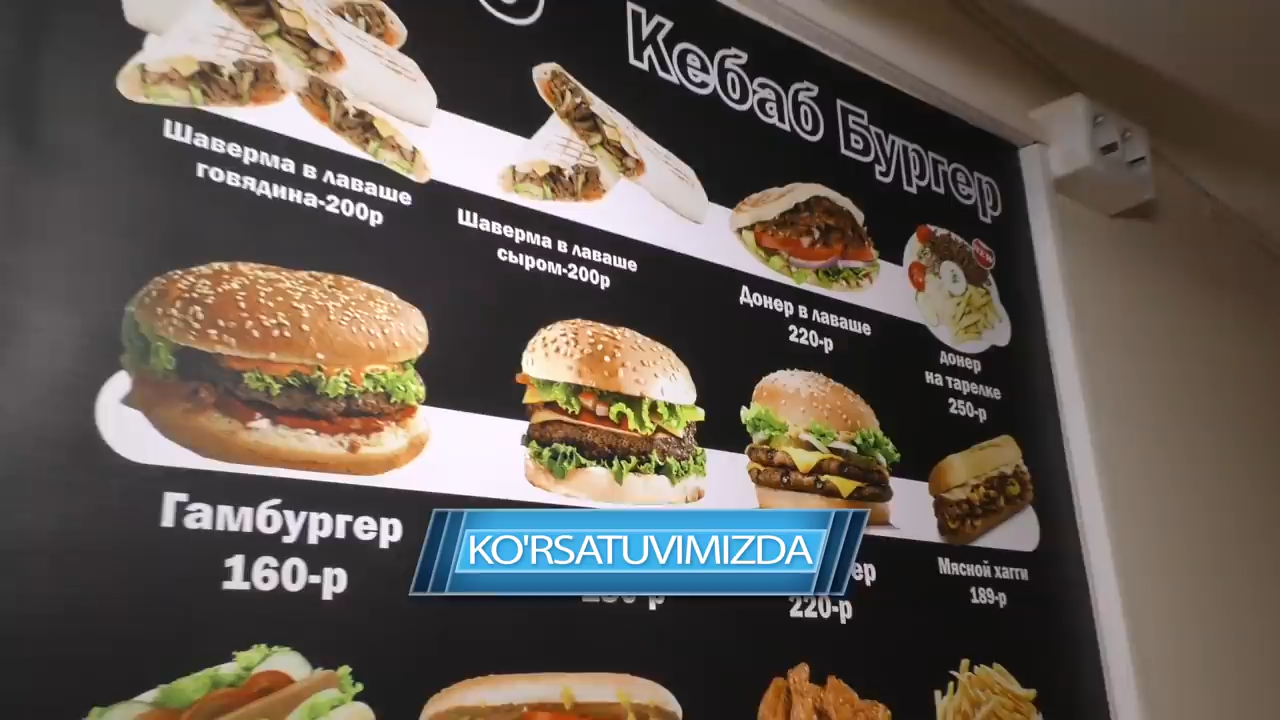 Кебаб Бургер
Шаверма в лаваше
говядина-200р
Шаверма в лаваше
сыром-200р
Донер в лаваше
220-р
донер
на тарелке
250-р
Гамбургер
160-р
KO'RSATUVIMIZDA
220-р
Мясной хагги
189-р